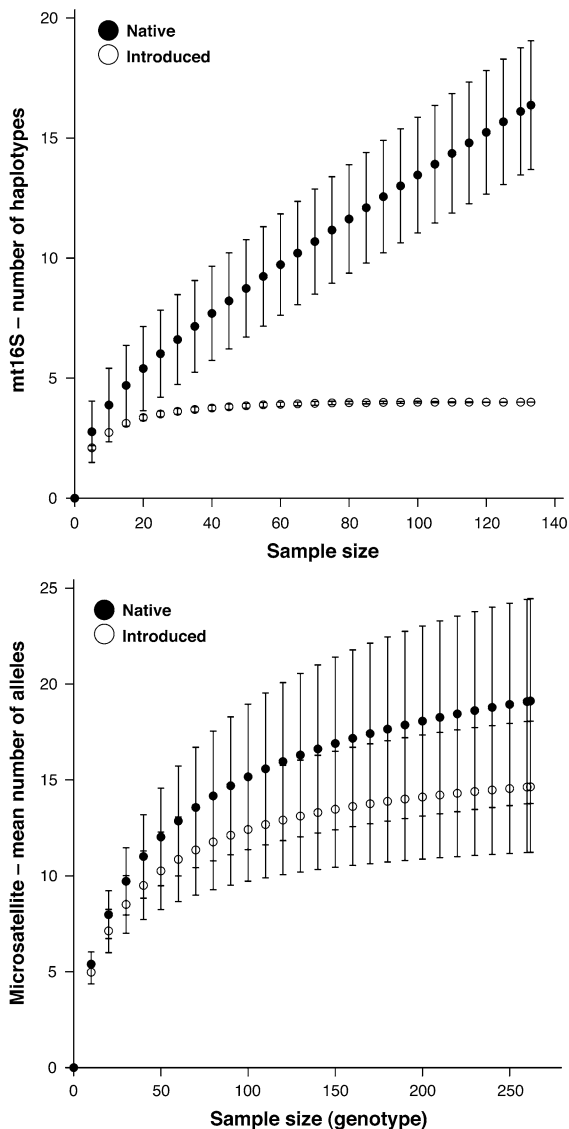 20
15
10
5
0
mt16S – number of haplotypes
Native
Introduced
0 20 40 60 80 100 120 140
Sample size
25
20
15
10
5
0
Microsatellite – mean number of alleles
Native
Introduced
0 50 100 150 200 250
Sample size (genotype)